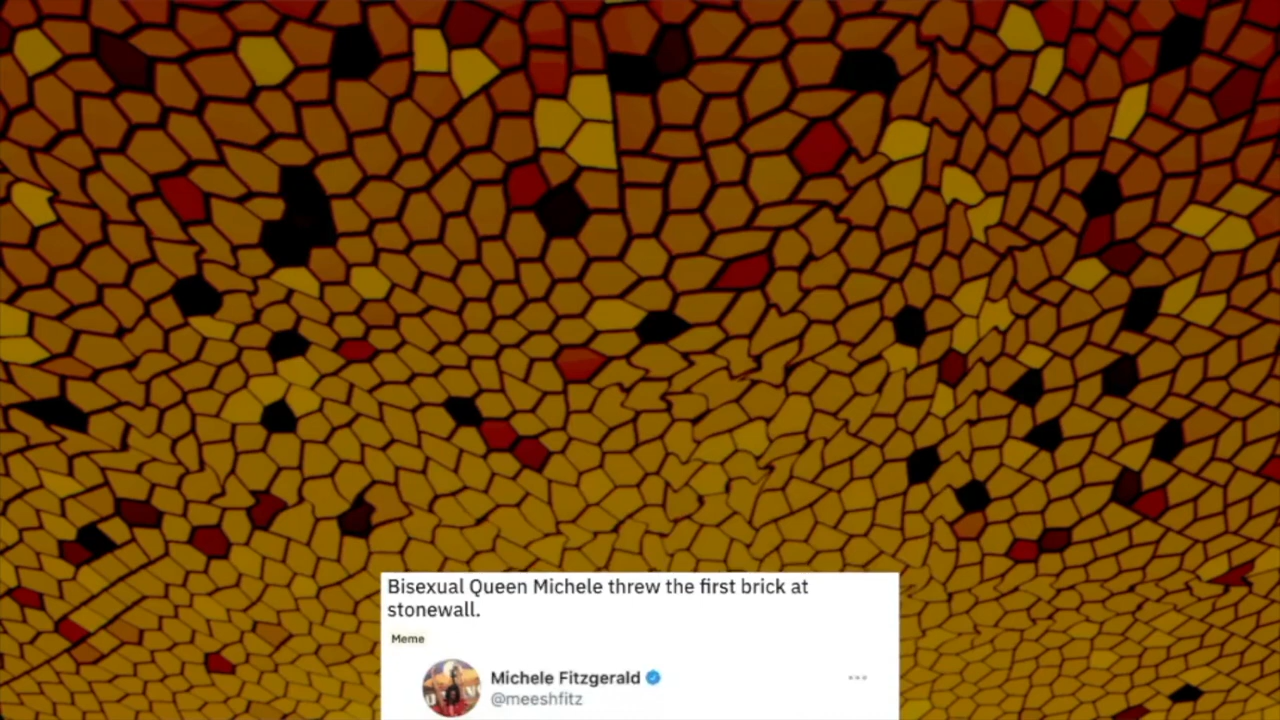 Bisexual Queen Michele threw the first brick at
stonewall.
Meme
Michele Fitzgerald
@meeshfitz